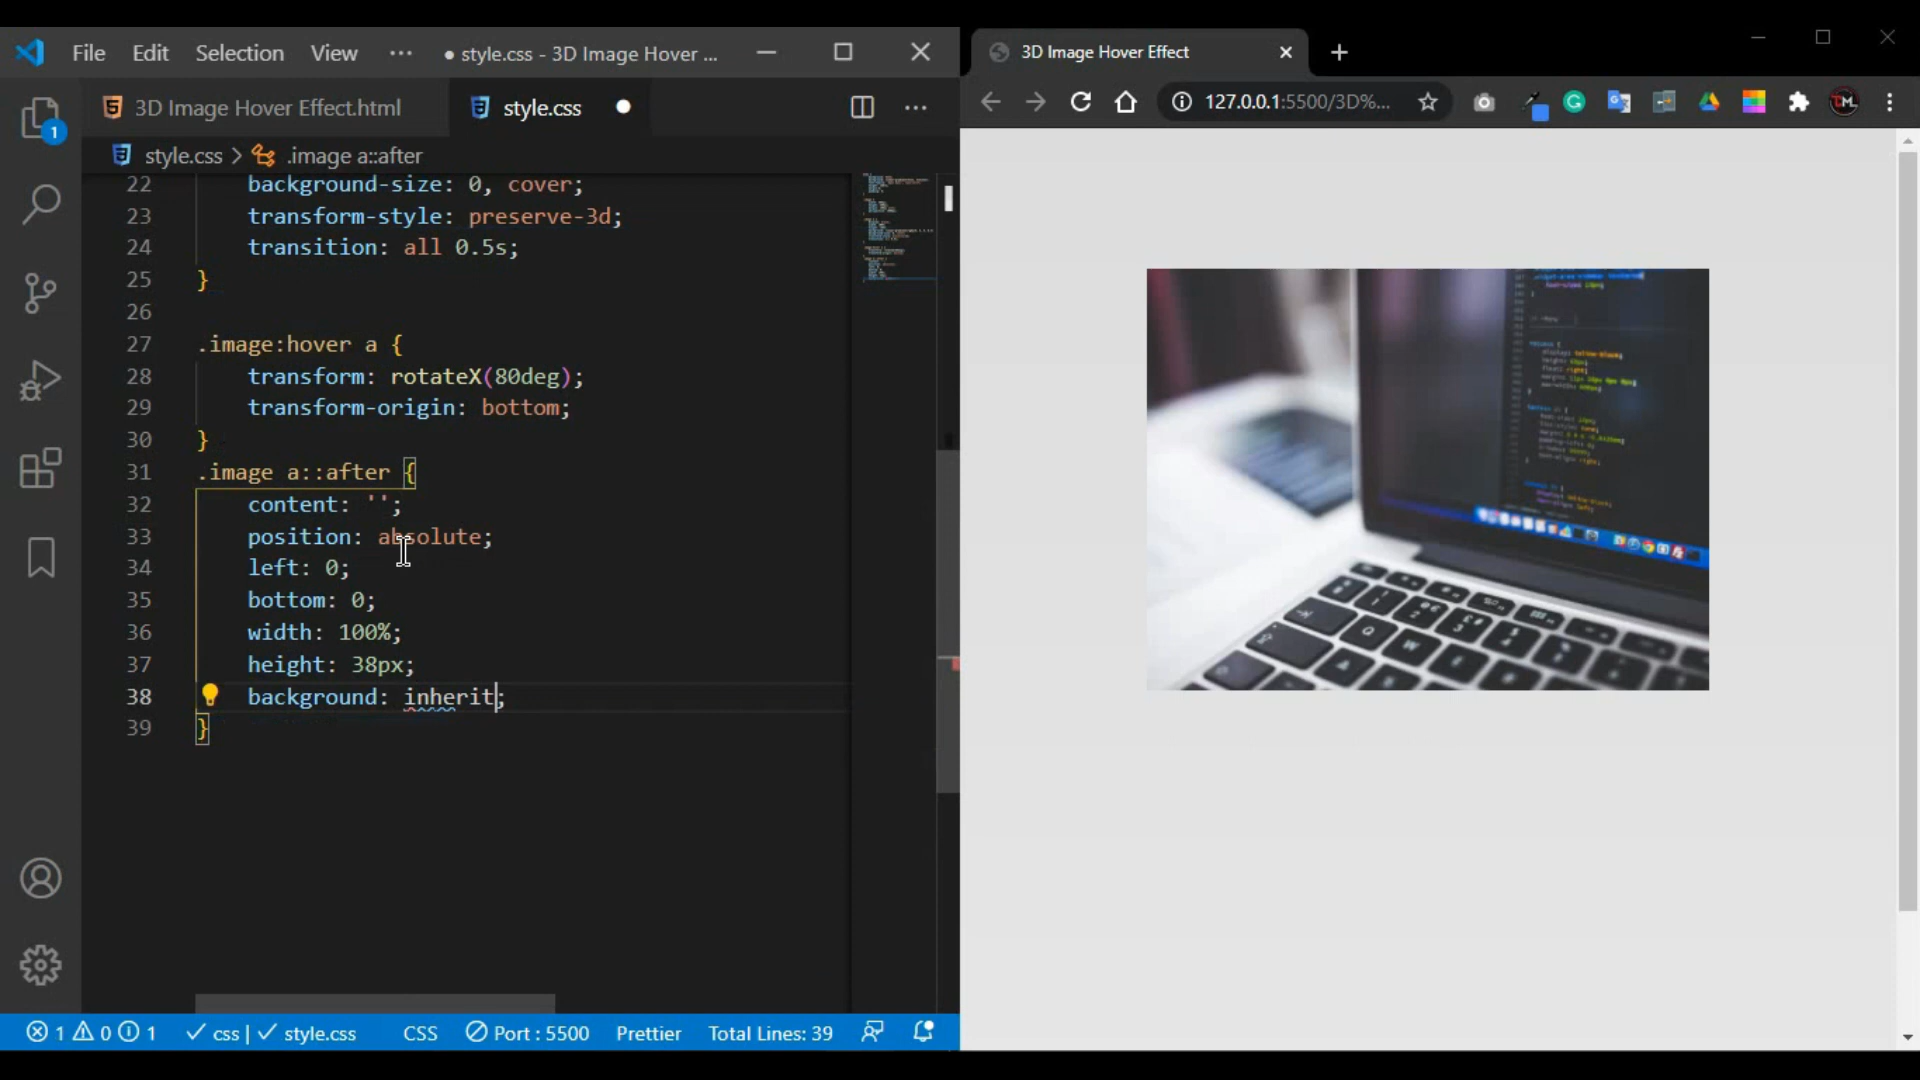 File Edit Selection View ··· ● style.css - 3D Image Hover ...
3D Image Hover Effect.html style.css ● ···
style.css > .image a::after
22 background-size: 0, cover;
23 transform-style: preserve-3d;
24 transition: all 0.5s;
25 }
26
27 .image:hover a {
28 transform: rotateX(80deg);
29 transform-origin: bottom;
30 }
31 .image a::after {
32 content: '';
33 position: absolute;
34 left: 0;
35 bottom: 0;
36 width: 100%;
37 height: 38px;
38 background: inherit;
39 }
1
1 0 1 css | style.css CSS Port : 5500 Prettier Total Lines: 39
3D Image Hover Effect
127.0.0.1:5500/3D%...